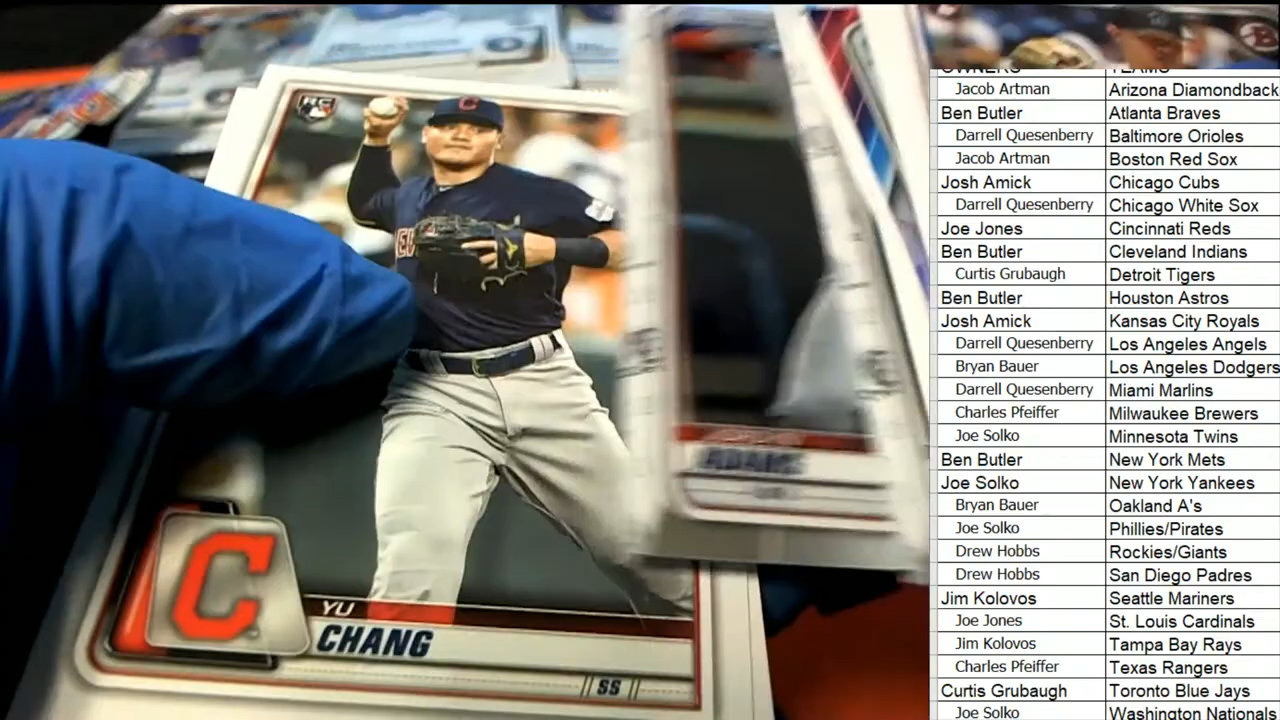 OWNERS TEAMS
Jacob Artman Arizona Diamondback
Ben Butler Atlanta Braves
Darrell Quesenberry Baltimore Orioles
Jacob Artman Boston Red Sox
Josh Amick Chicago Cubs
Darrell Quesenberry Chicago White Sox
Joe Jones Cincinnati Reds
Ben Butler Cleveland Indians
Curtis Grubaugh Detroit Tigers
Ben Butler Houston Astros
Josh Amick Kansas City Royals
Darrell Quesenberry Los Angeles Angels
Bryan Bauer Los Angeles Dodgers
Darrell Quesenberry Miami Marlins
Charles Pfeiffer Milwaukee Brewers
Joe Solko Minnesota Twins
Ben Butler New York Mets
Joe Solko New York Yankees
Bryan Bauer Oakland A's
Joe Solko Phillies/Pirates
Drew Hobbs Rockies/Giants
Drew Hobbs San Diego Padres
Jim Kolovos Seattle Mariners
Joe Jones St. Louis Cardinals
Jim Kolovos Tampa Bay Rays
Charles Pfeiffer Texas Rangers
Curtis Grubaugh Toronto Blue Jays
Joe Solko Washington Nationals
RC
C
C
YU
CHANG
SS
ADAMS